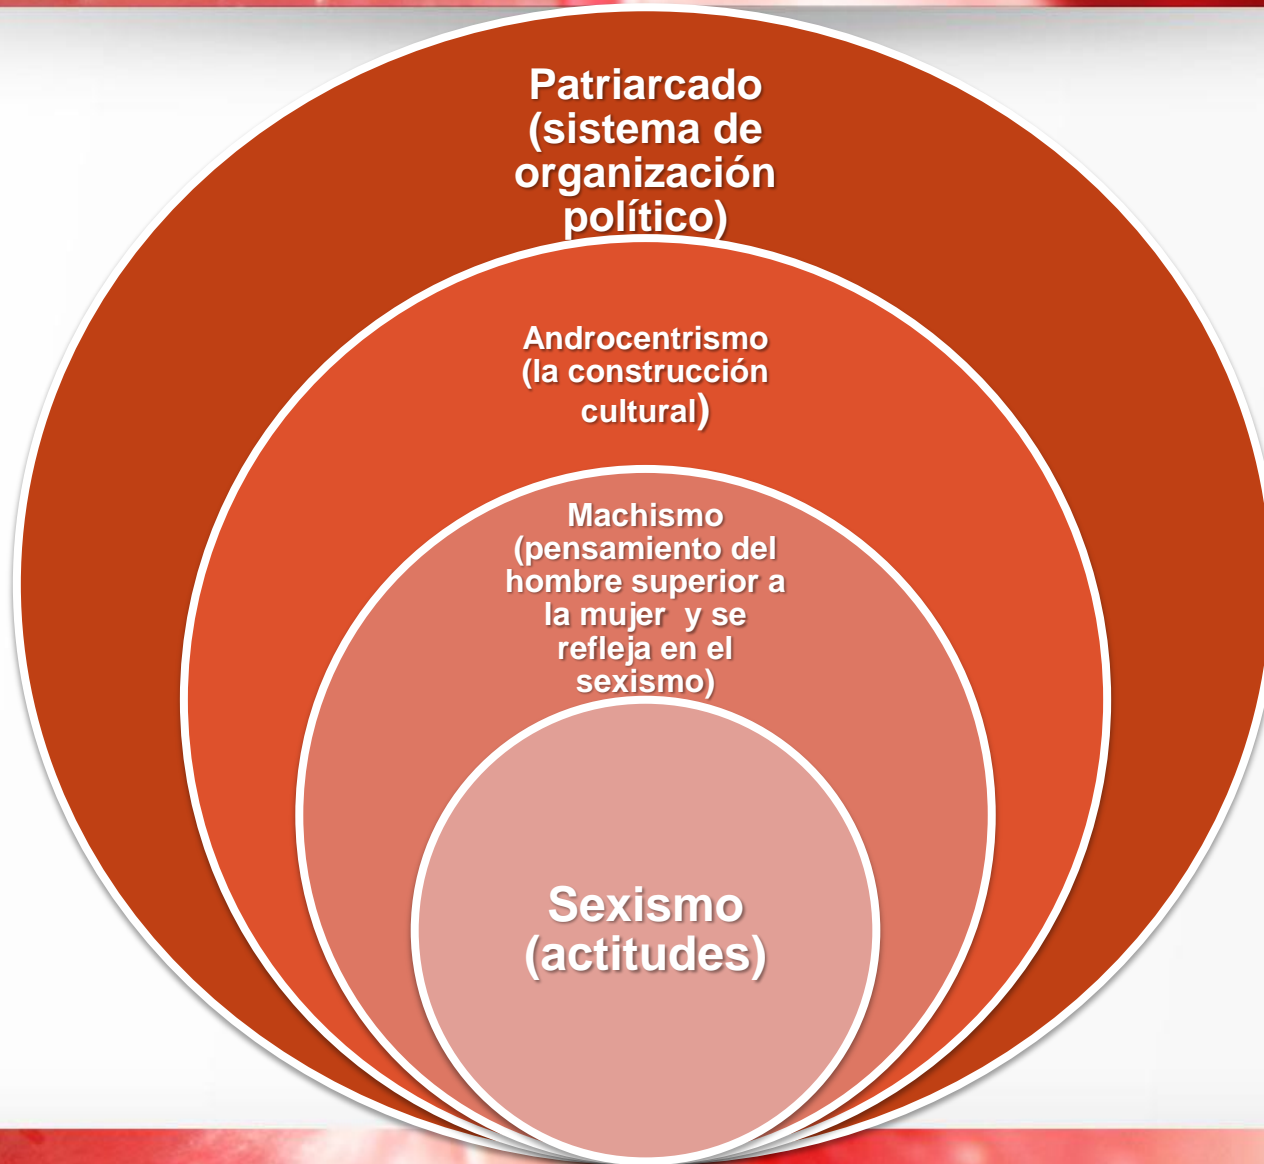 Patriarcado
(sistema de
organización
político)
Androcentrismo
(la construcción
cultural)
Machismo
(pensamiento del
hombre superior a
la mujer  y se
refleja en el
sexismo)
Sexismo
(actitudes)